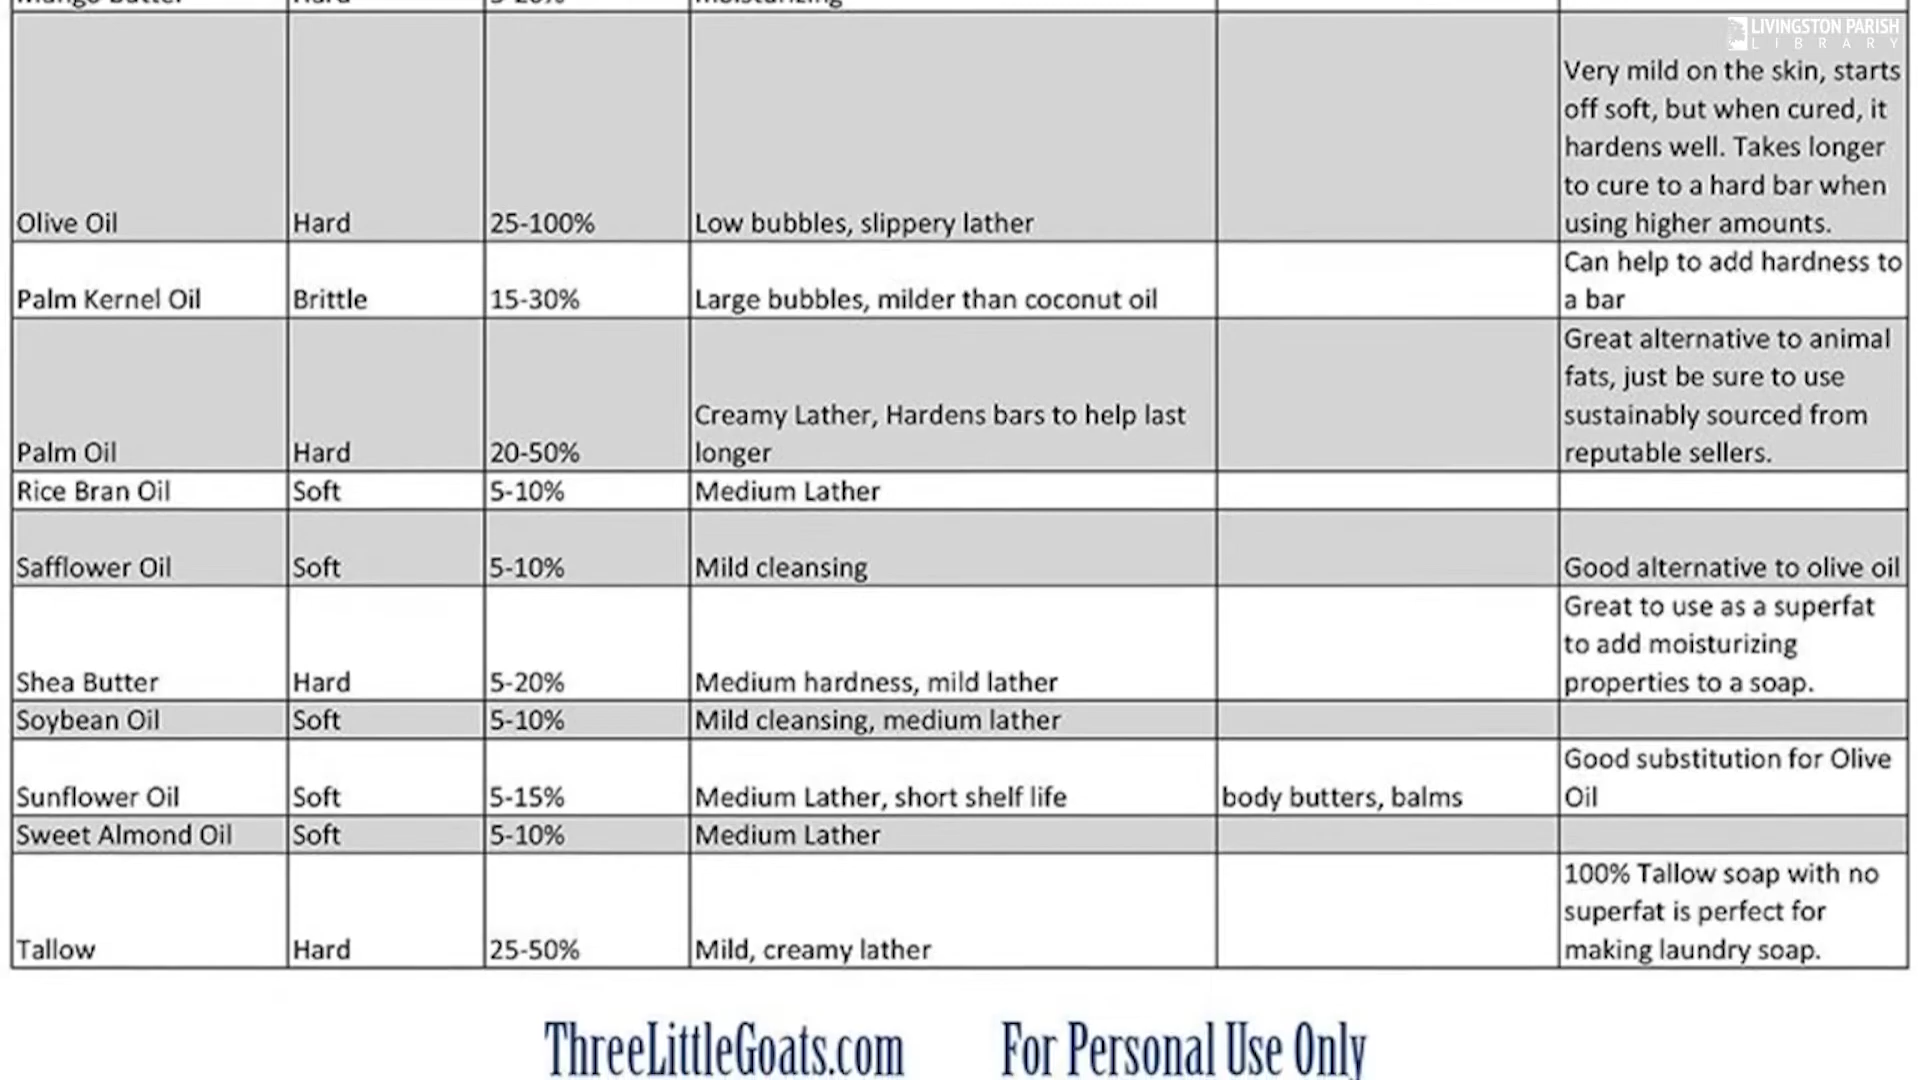 Mango Butter Hard 5-20% moisturizing
LIVINGSTON PARISH
LIBRARY
Very mild on the skin, starts
off soft, but when cured, it
hardens well. Takes longer
to cure to a hard bar when
Olive Oil Hard 25-100% Low bubbles, slippery lather using higher amounts.
Can help to add hardness to
Palm Kernel Oil Brittle 15-30% Large bubbles, milder than coconut oil a bar
Great alternative to animal
fats, just be sure to use
Creamy Lather, Hardens bars to help last sustainably sourced from
Palm Oil Hard 20-50% longer reputable sellers.
Rice Bran Oil Soft 5-10% Medium Lather
Safflower Oil Soft 5-10% Mild cleansing Good alternative to olive oil
Great to use as a superfat
to add moisturizing
Shea Butter Hard 5-20% Medium hardness, mild lather properties to a soap.
Soybean Oil Soft 5-10% Mild cleansing, medium lather
Good substitution for Olive
Sunflower Oil Soft 5-15% Medium Lather, short shelf life body butters, balms Oil
Sweet Almond Oil Soft 5-10% Medium Lather
100% Tallow soap with no
superfat is perfect for
Tallow Hard 25-50% Mild, creamy lather making laundry soap.
ThreeLittleGoats.com For Personal Use Only